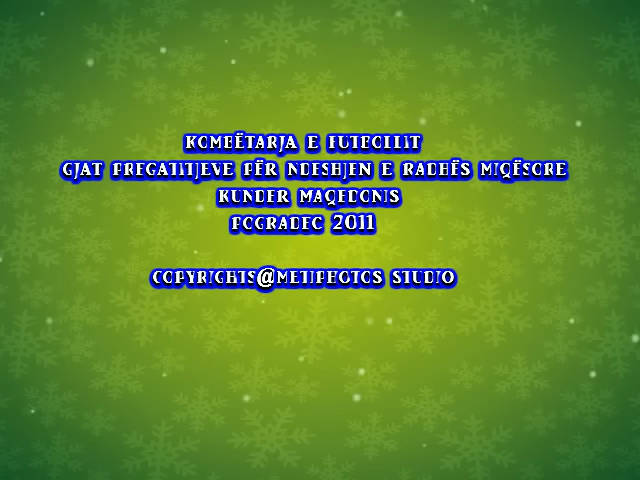 KOMBËTARJA E FUTBOLLIT
GJAT PREGATITJEVE PËR NDESHJEN E RADHËS MIQËSORE
KUNDER MAQEDONIS
POGRADEC 2011
COPYRIGHTS@METIPHOTOS STUDIO